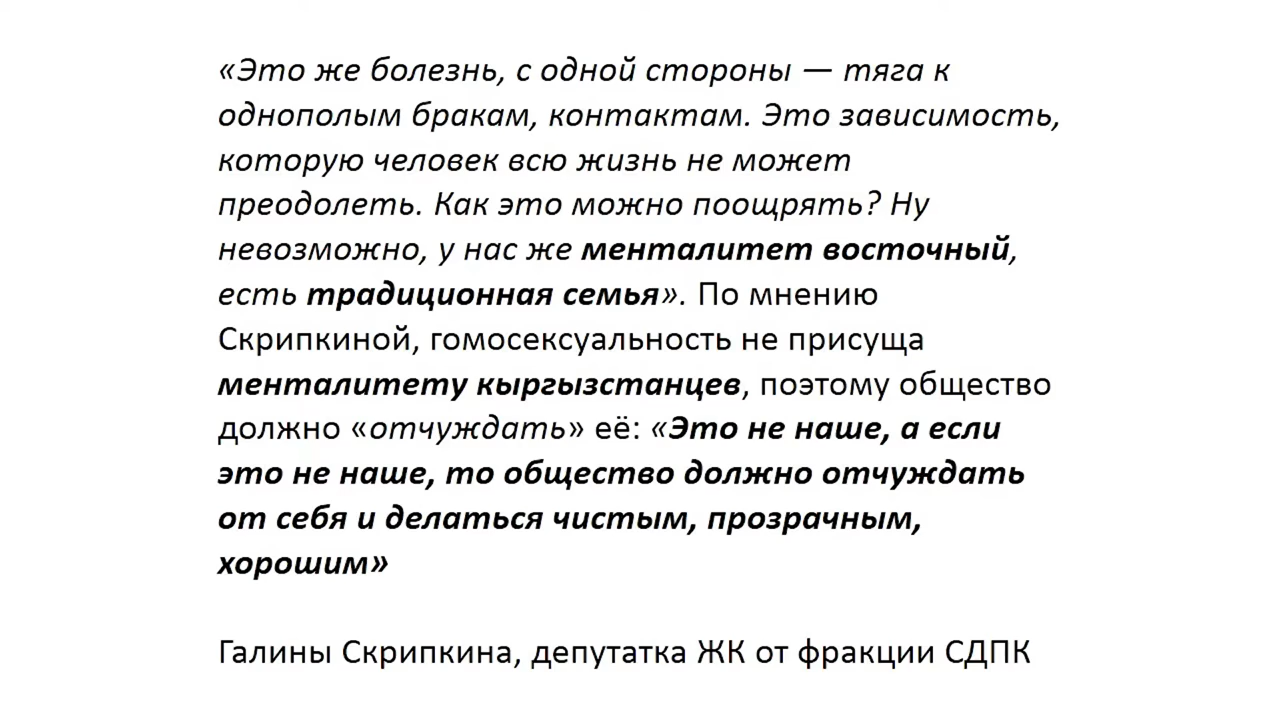 «Это же болезнь, с одной стороны — тяга к
однополым бракам, контактам. Это зависимость,
которую человек всю жизнь не может
преодолеть. Как это можно поощрять? Ну
невозможно, у нас же менталитет восточный,
есть традиционная семья». По мнению
Скрипкиной, гомосексуальность не присуща
менталитету кыргызстанцев, поэтому общество
должно «отчуждать» её: «Это не наше, а если
это не наше, то общество должно отчуждать
от себя и делаться чистым, прозрачным,
хорошим»
Галины Скрипкина, депутатка ЖК от фракции СДПК